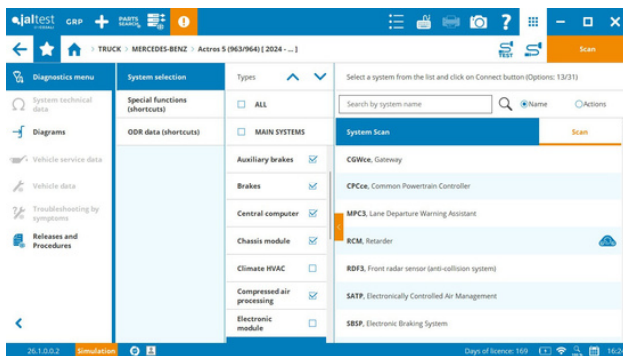 jaltest GRP PARTS SEARCH ?
TRUCK > MERCEDES-BENZ > Actros 5 (963/964) [ 2024 - ...]
TEST
Scan
Diagnostics menu
System technical data
Diagrams
Vehicle service data
Vehicle data
Troubleshooting by symptoms
Releases and Procedures
System selection
Special functions (shortcuts)
ODR data (shortcuts)
Types
ALL
MAIN SYSTEMS
Auxiliary brakes
Brakes
Central computer
Chassis module
Climate HVAC
Compressed air processing
Electronic module
Select a system from the list and click on Connect button (Options: 13/31)
Search by system name
Name
Actions
System Scan
Scan
CGWce, Gateway
CPCce, Common Powertrain Controller
MPC3, Lane Departure Warning Assistant
RCM, Retarder
RDF3, Front radar sensor (anti-collision system)
SATP, Electronically Controlled Air Management
SBSP, Electronic Braking System
26.1.0.0.2
Simulation
Days of licence: 169
16:2